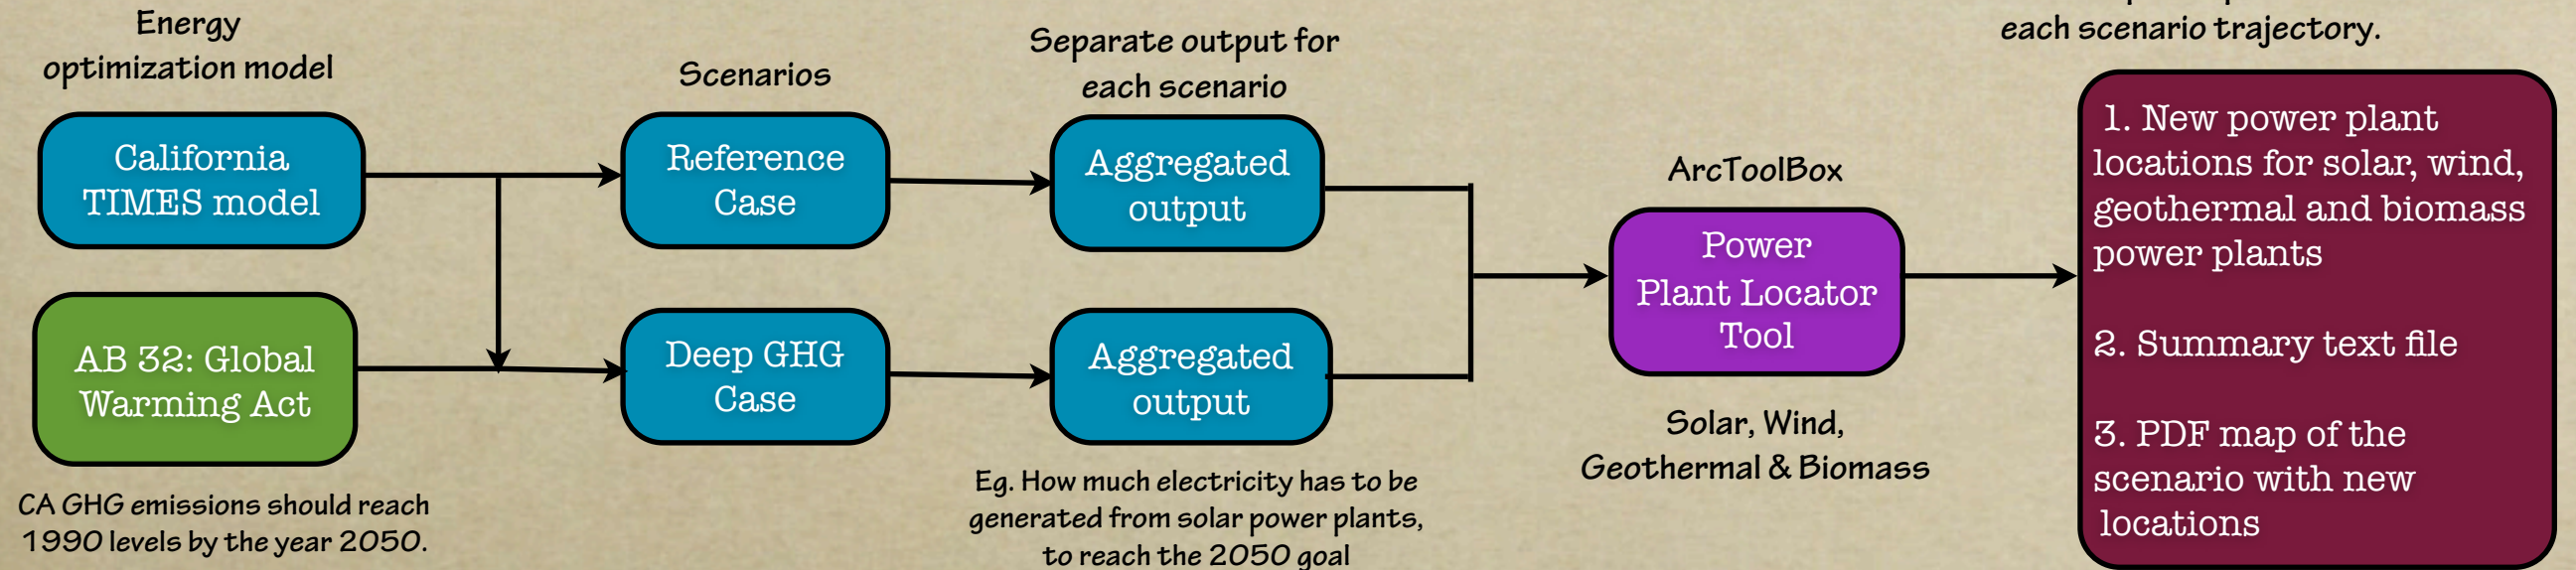 Energy
optimization model
California
TIMES model
AB 32: Global
Warming Act
CA GHG emissions should reach
1990 levels by the year 2050.
Scenarios
Reference
Case
Deep GHG
Case
Separate output for
each scenario
Aggregated
output
Aggregated
output
Eg. How much electricity has to be
generated from solar power plants,
to reach the 2050 goal
ArcToolBox
Power
Plant Locator
Tool
Solar, Wind,
Geothermal & Biomass
each scenario trajectory.
1. New power plant
locations for solar, wind,
geothermal and biomass
power plants
2. Summary text file
3. PDF map of the
scenario with new
locations